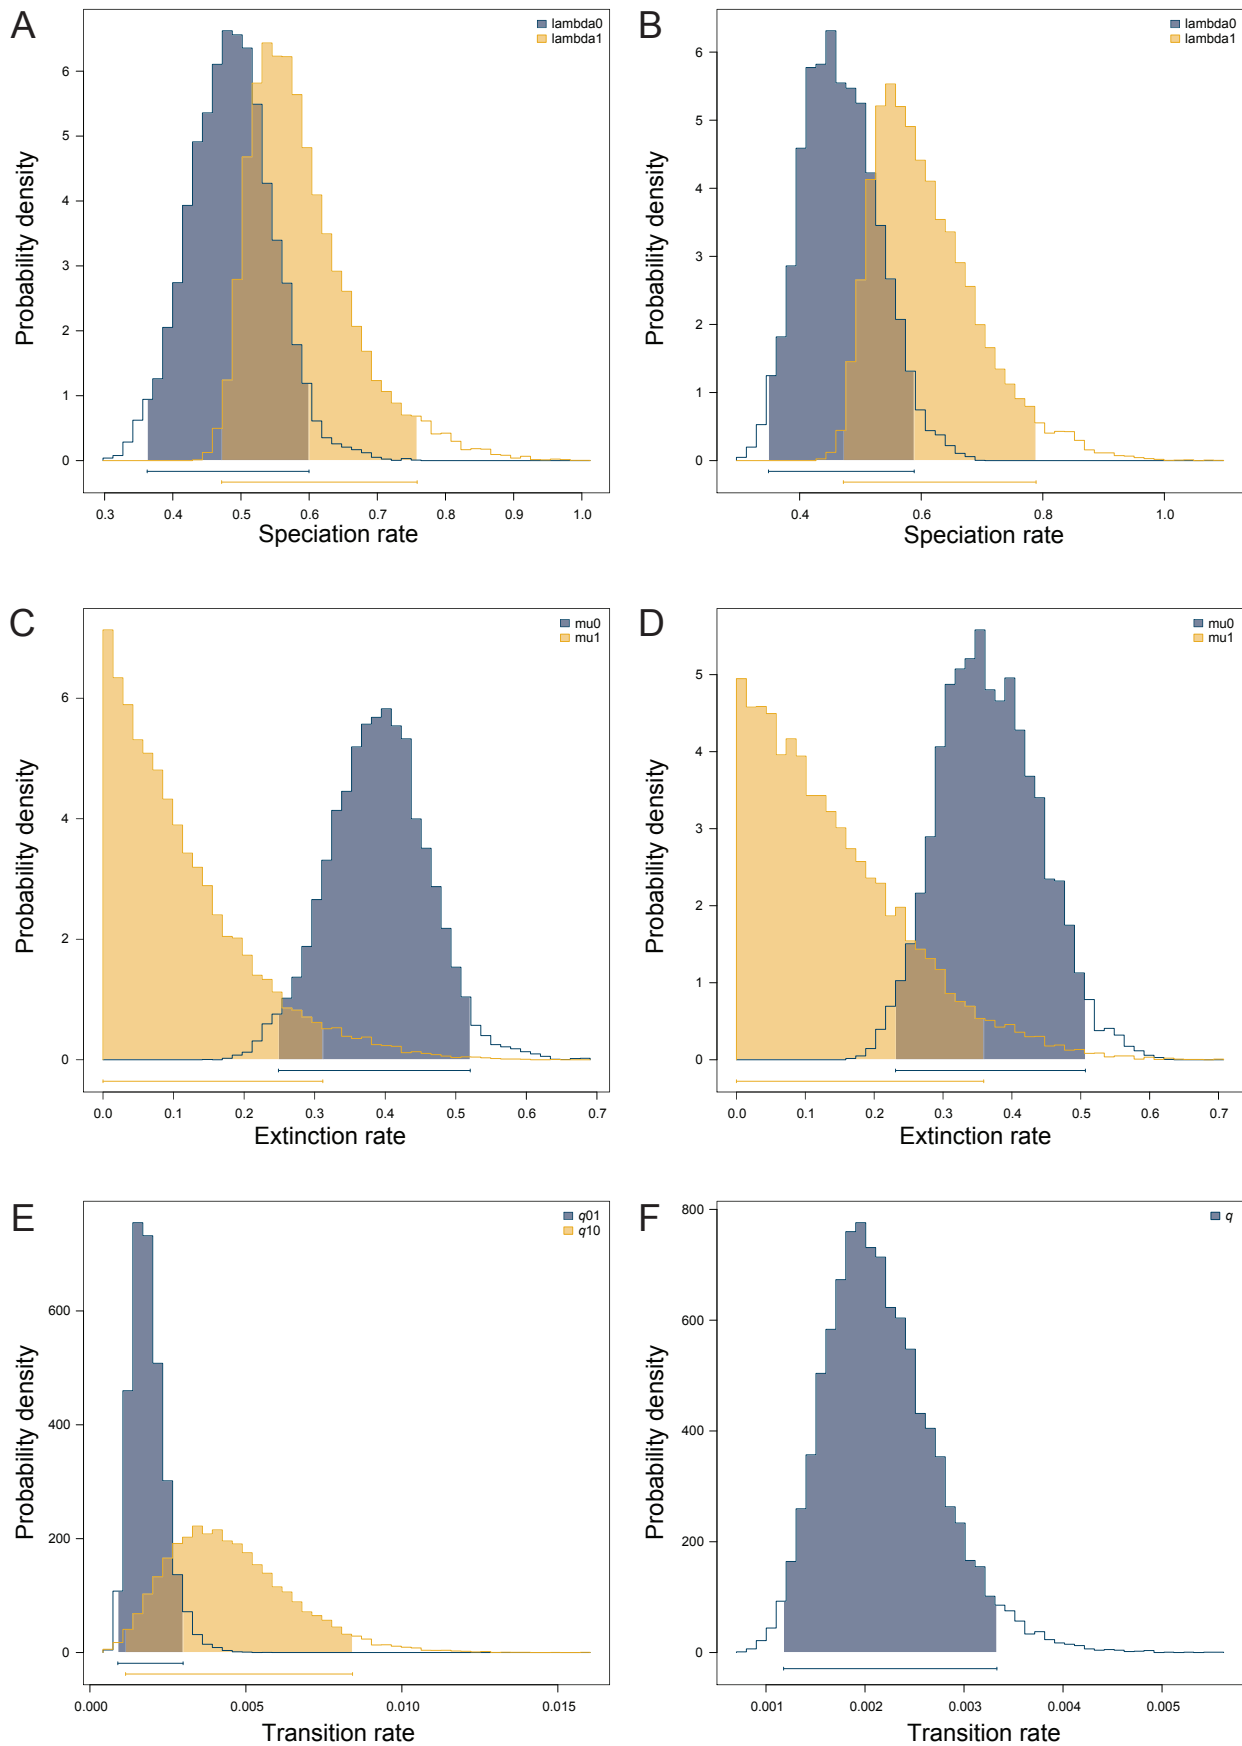 A
lambda0
lambda1
Probability density
0
1
2
3
4
5
6
0.3 0.4 0.5 0.6 0.7 0.8 0.9 1.0
Speciation rate
B
lambda0
lambda1
Probability density
0
1
2
3
4
5
6
0.4 0.6 0.8 1.0
Speciation rate
C
mu0
mu1
Probability density
0
2
4
6
0.0 0.1 0.2 0.3 0.4 0.5 0.6 0.7
Extinction rate
D
mu0
mu1
Probability density
0
1
2
3
4
5
0.0 0.1 0.2 0.3 0.4 0.5 0.6 0.7
Extinction rate
E
q01
q10
Probability density
0
200
400
600
0.000 0.005 0.010 0.015
Transition rate
F
q
Probability density
0
200
400
600
800
0.001 0.002 0.003 0.004 0.005
Transition rate